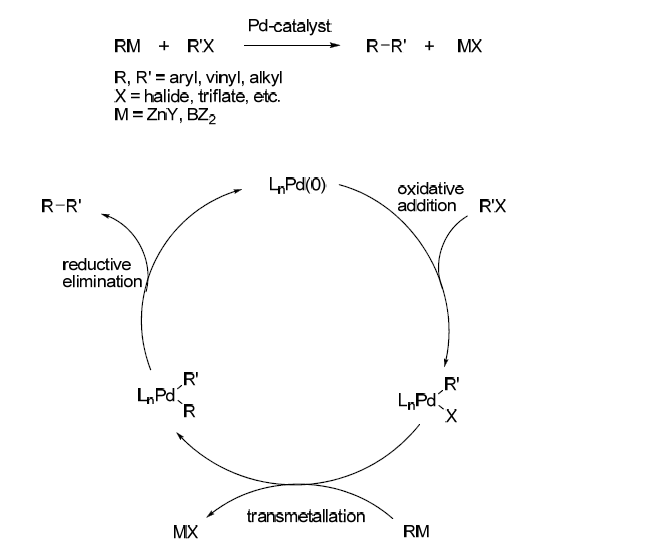 Pd-catalyst
RM + R'X R-R' + MX
R, R' = aryl, vinyl, alkyl
X = halide, triflate, etc.
M = ZnY, BZ₂
LₙPd(0)
oxidative
addition
R'X
R-R'
reductive
elimination
LₙPd R' R
LₙPd R' X
transmetallation
MX
RM